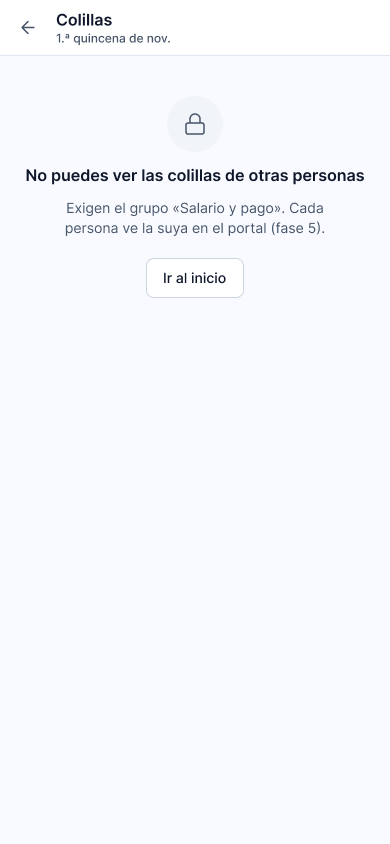 Colillas
1.ª quincena de nov.
No puedes ver las colillas de otras personas
Exigen el grupo «Salario y pago». Cada
persona ve la suya en el portal (fase 5).
Ir al inicio